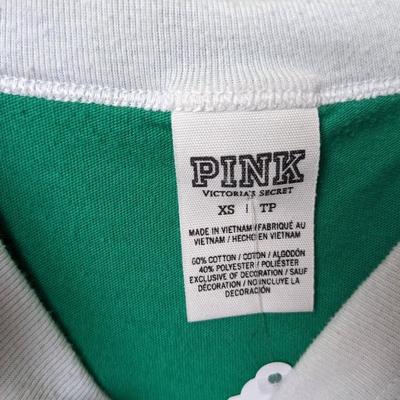 PINK
VICTORIA'S SECRET
XS | TP
MADE IN VIETNAM / FABRIQUÉ AU
VIETNAM / HECHO EN VIETNAM
60% COTTON / COTON / ALGODÓN
40% POLYESTER / POLIÉSTER
EXCLUSIVE OF DECORATION / SAUF
DÉCORATION / NO INCLUYE LA
DECORACIÓN